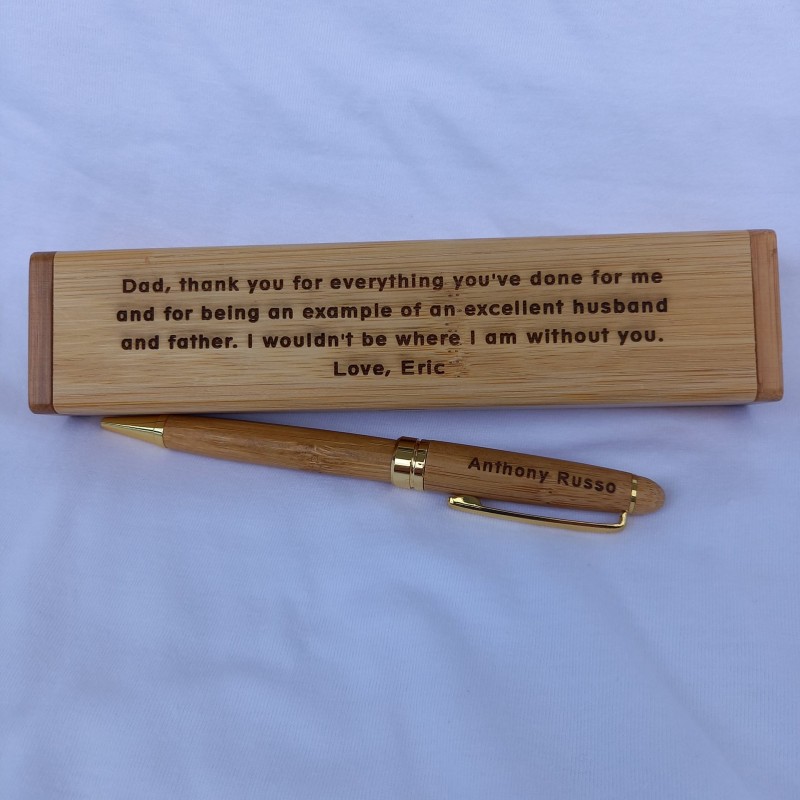 Dad, thank you for everything you've done for me
and for being an example of an excellent husband
and father. I wouldn't be where I am without you.
Love, Eric
Anthony Russo